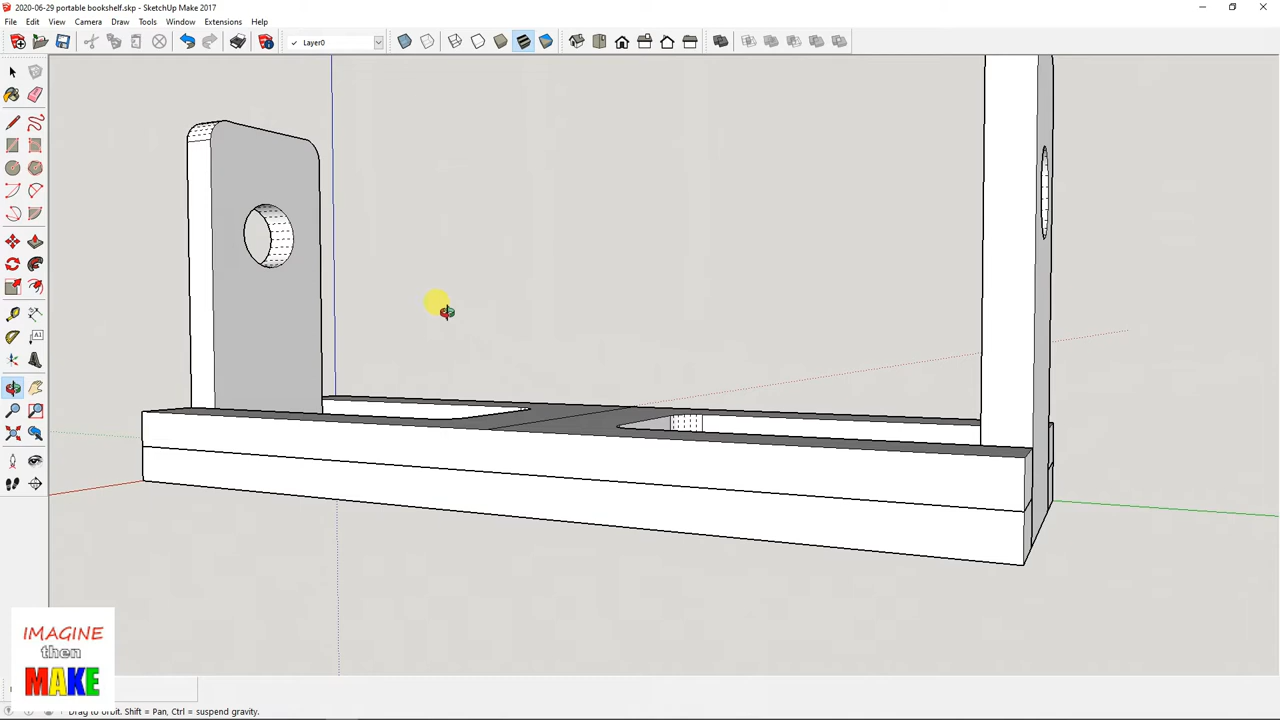 2020-06-29 portable bookshelf.skp - SketchUp Make 2017
File Edit View Camera Draw Tools Window Extensions Help
Layer0
A1
IMAGINE
then
MAKE
Drag to orbit. Shift = Pan, Ctrl = suspend gravity.